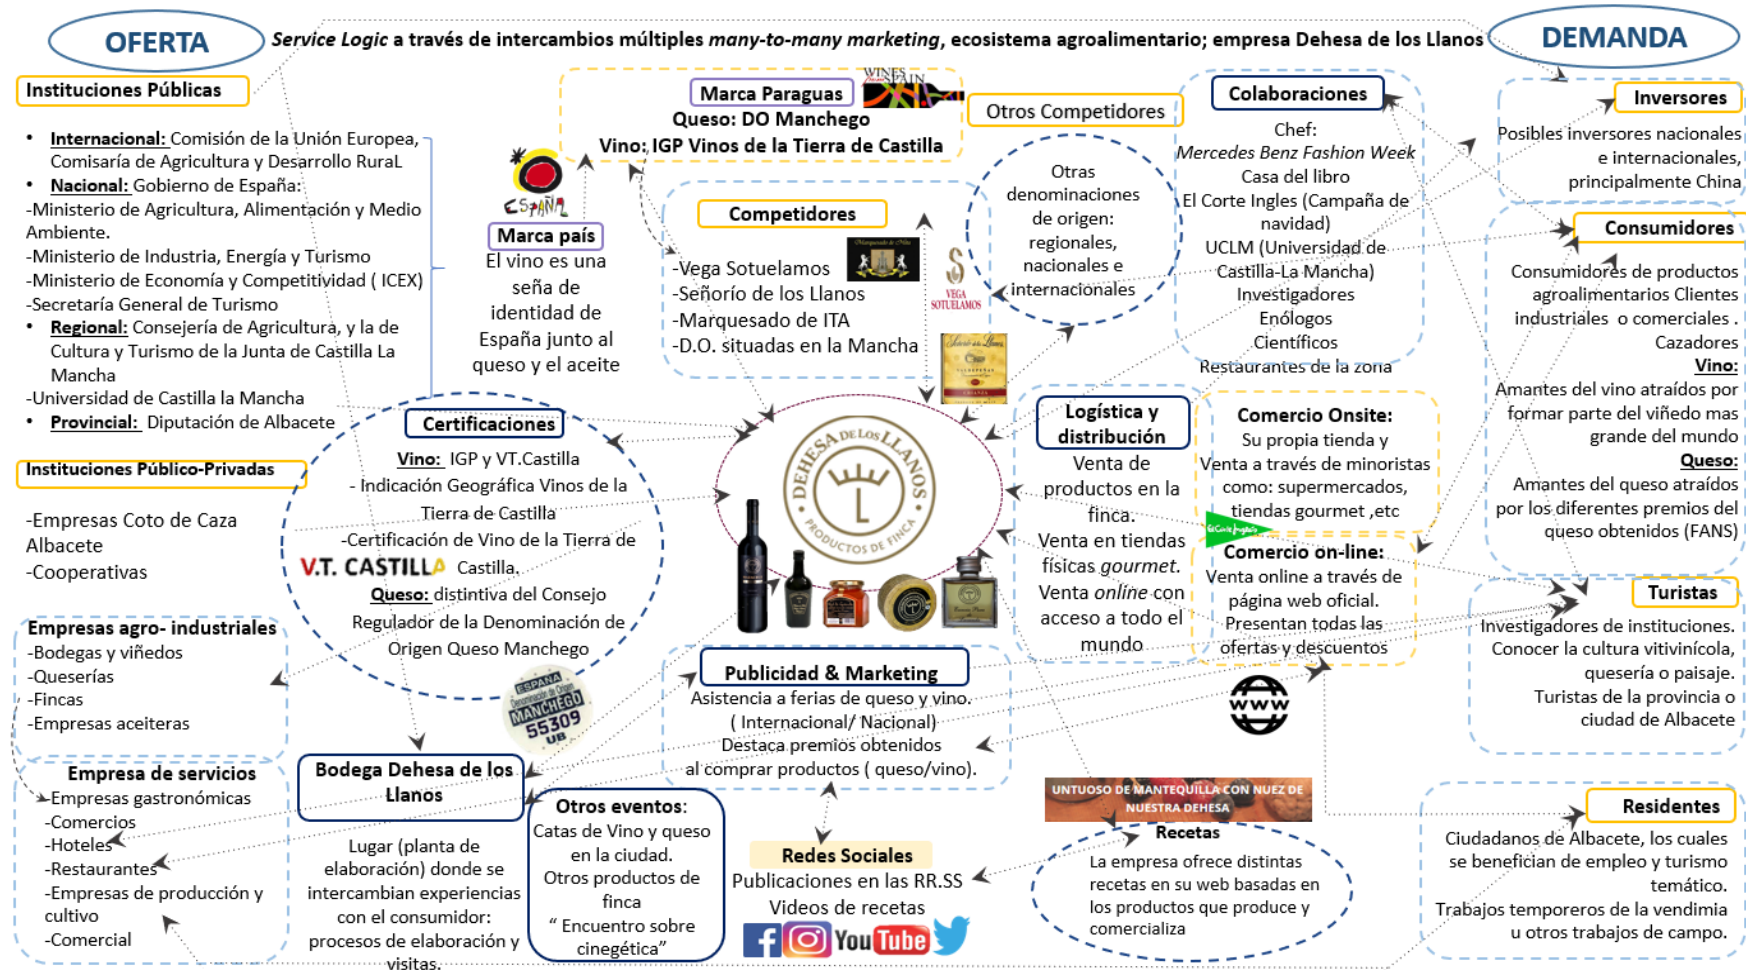 OFERTA
Service Logic a través de intercambios múltiples many-to-many marketing, ecosistema agroalimentario; empresa Dehesa de los Llanos
DEMANDA
Instituciones Públicas
• Internacional: Comisión de la Unión Europea,
Comisaría de Agricultura y Desarrollo RuraL
• Nacional: Gobierno de España:
-Ministerio de Agricultura, Alimentación y Medio
Ambiente.
-Ministerio de Industria, Energía y Turismo
-Ministerio de Economía y Competitividad ( ICEX)
-Secretaría General de Turismo
• Regional: Consejería de Agricultura, y la de
Cultura y Turismo de la Junta de Castilla La
Mancha
-Universidad de Castilla la Mancha
• Provincial: Diputación de Albacete
Instituciones Público-Privadas
-Empresas Coto de Caza
Albacete
-Cooperativas
Empresas agro- industriales
-Bodegas y viñedos
-Queserías
-Fincas
-Empresas aceiteras
Empresa de servicios
-Empresas gastronómicas
-Comercios
-Hoteles
-Restaurantes
-Empresas de producción y
cultivo
-Comercial
Marca Paraguas
WINES
SPAIN
Queso: DO Manchego
Vino: IGP Vinos de la Tierra de Castilla
ESPAÑA
Marca país
El vino es una
seña de
identidad de
España junto al
queso y el aceite
Competidores
-Vega Sotuelamos
-Señorío de los Llanos
-Marquesado de ITA
-D.O. situadas en la Mancha
VEGA
SOTUELAMOS
Otros Competidores
Otras
denominaciones
de origen:
regionales,
nacionales e
internacionales
Colaboraciones
Chef:
Mercedes Benz Fashion Week
Casa del libro
El Corte Ingles (Campaña de
navidad)
UCLM (Universidad de
Castilla-La Mancha)
Investigadores
Enólogos
Científicos
Restaurantes de la zona
Inversores
Posibles inversores nacionales
e internacionales,
principalmente China
Consumidores
Consumidores de productos
agroalimentarios Clientes
industriales o comerciales .
Cazadores
Vino:
Amantes del vino atraídos por
formar parte del viñedo mas
grande del mundo
Queso:
Amantes del queso atraídos
por los diferentes premios del
queso obtenidos (FANS)
Certificaciones
Vino: IGP y VT.Castilla
- Indicación Geográfica Vinos de la
Tierra de Castilla
-Certificación de Vino de la Tierra de
Castilla.
V.T. CASTILLA
Queso: distintiva del Consejo
Regulador de la Denominación de
Origen Queso Manchego
ESPAÑA
Denominación de Origen
MANCHEGO
55309
UB
DEHESA DE LOS LLANOS
PRODUCTOS DE FINCA
Logística y
distribución
Venta de
productos en la
finca.
Venta en tiendas
físicas gourmet.
Venta online con
acceso a todo el
mundo
Comercio Onsite:
Su propia tienda y
Venta a través de minoristas
como: supermercados,
tiendas gourmet ,etc
El Corte Inglés
Comercio on-line:
Venta online a través de
página web oficial.
Presentan todas las
ofertas y descuentos
WWW
Turistas
Investigadores de instituciones.
Conocer la cultura vitivinícola,
quesería o paisaje.
Turistas de la provincia o
ciudad de Albacete
Publicidad & Marketing
Asistencia a ferias de queso y vino.
( Internacional/ Nacional)
Destaca premios obtenidos
al comprar productos ( queso/vino).
Bodega Dehesa de los
Llanos
Lugar (planta de
elaboración) donde se
intercambian experiencias
con el consumidor:
procesos de elaboración y
visitas.
Otros eventos:
Catas de Vino y queso
en la ciudad.
Otros productos de
finca
“ Encuentro sobre
cinegética”
Redes Sociales
Publicaciones en las RR.SS
Videos de recetas
f
YouTube
UNTUOSO DE MANTEQUILLA CON NUEZ DE
NUESTRA DEHESA
Recetas
La empresa ofrece distintas
recetas en su web basadas en
los productos que produce y
comercializa
Residentes
Ciudadanos de Albacete, los cuales
se benefician de empleo y turismo
temático.
Trabajos temporeros de la vendimia
u otros trabajos de campo.